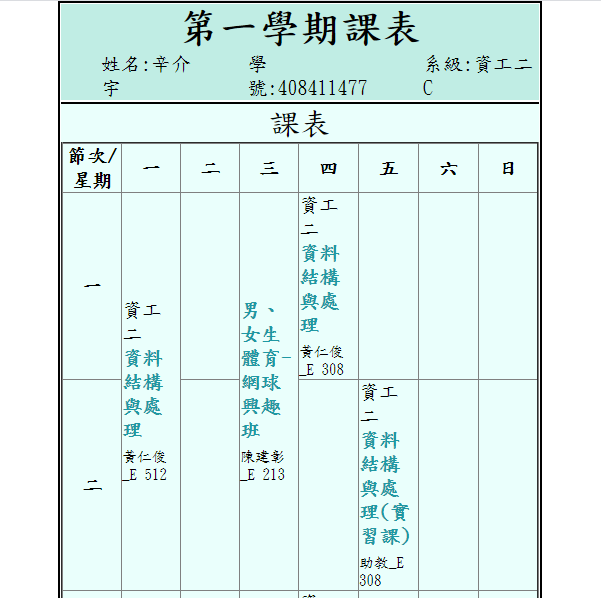 第一學期課表
姓名:辛介宇
學號:408411477
系級:資工二C
課表
節次/星期 一 二 三 四 五 六 日
一
資工
二
資料
結構
與處
理
黃仁俊
_E 308
資工
二
資料
結構
與處
理
黃仁俊
_E 512
男、
女生
體育-
網球
興趣
班
陳建彰
_E 213
二
資工
二
資料
結構
與處
理(實
習課)
助教_E
308